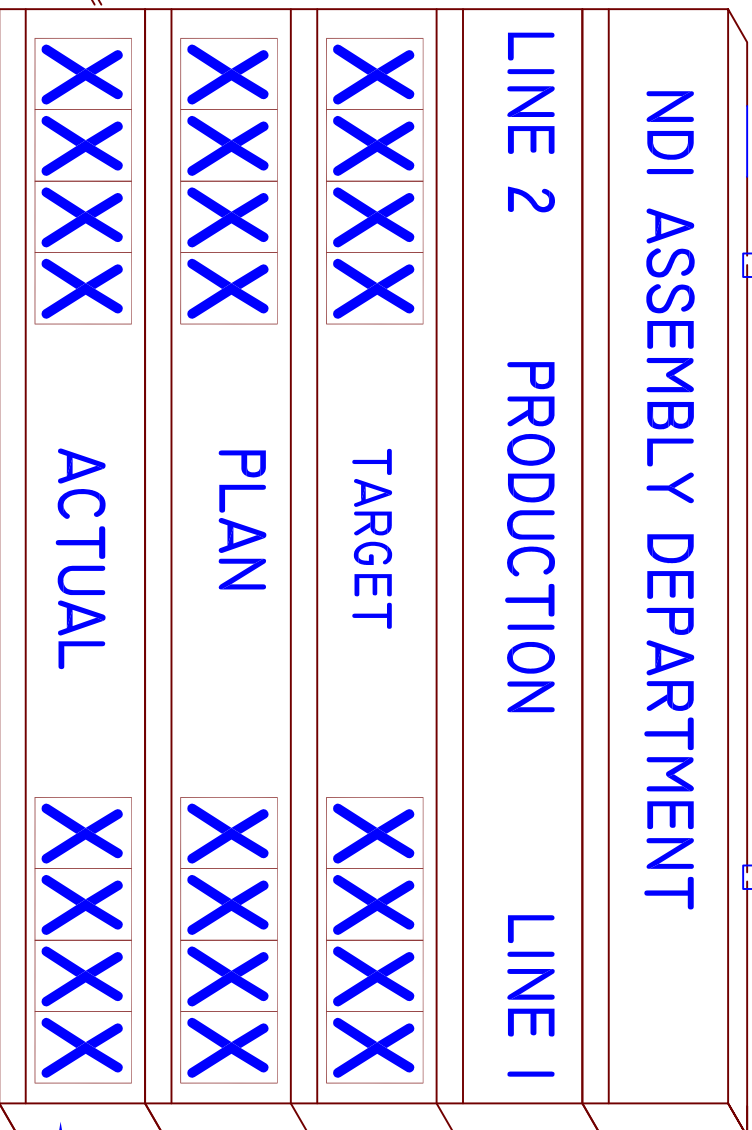 NDI ASSEMBLY DEPARTMENT
LINE 2 PRODUCTION LINE 1
XXXX TARGET XXXX
XXXX PLAN XXXX
XXXX ACTUAL XXXX